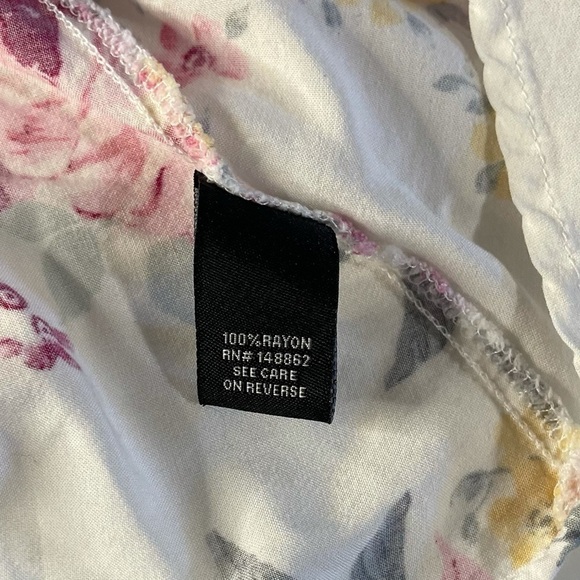 100%RAYON
RN# 148862
SEE CARE
ON REVERSE